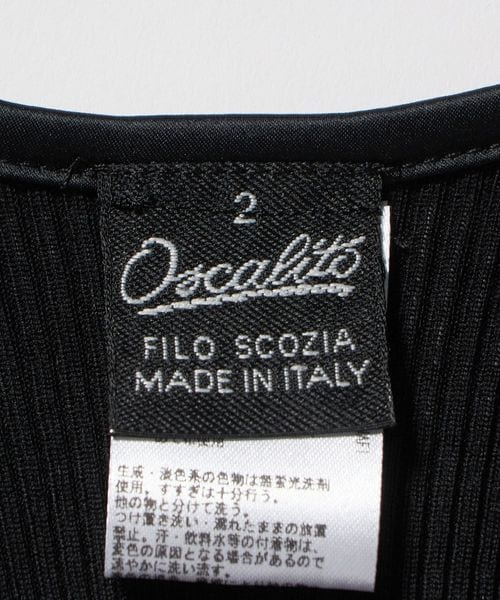 2
Oscalito
FILO SCOZIA
MADE IN ITALY
生成・淡色系の色物は無蛍光洗剤
使用。すすぎは十分行う。
他の物と分けて洗う。
つけ置き洗い・濡れたままの放置
禁止。汗・飲料水等の付着物は、
変色の原因となる場合があるので
速やかに洗い流す。